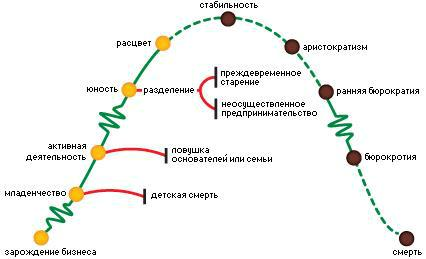 стабильность
расцвет
аристократизм
преждевременное
старение
юность
разделение
ранняя бюрократия
неосуществленное
предпринимательство
активная
деятельность
ловушка
основателей или семьи
бюрокротия
младенчество
детская смерть
зарождение бизнеса
смерть